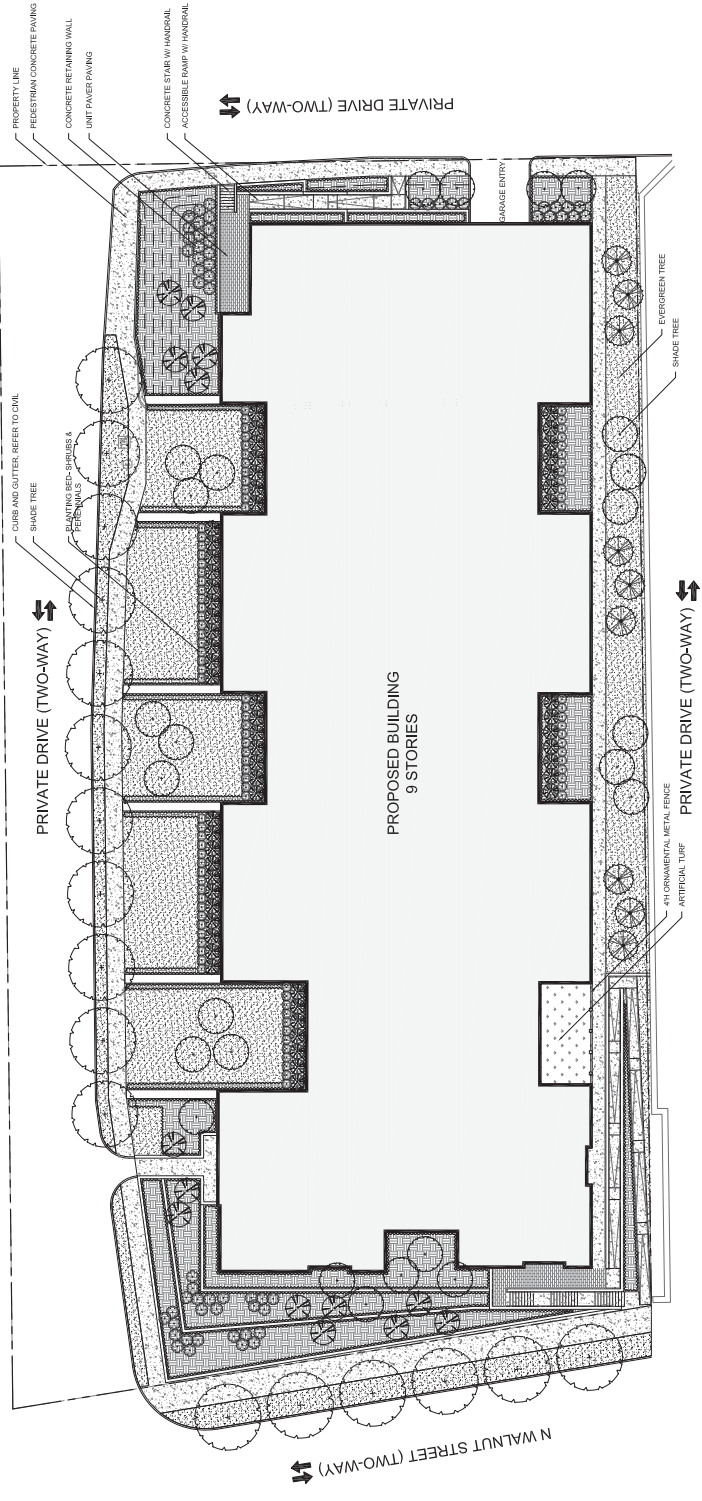 PROPERTY LINE
PEDESTRIAN CONCRETE PAVING
CONCRETE RETAINING WALL
UNIT PAVER PAVING
CONCRETE STAIR W/ HANDRAIL
ACCESSIBLE RAMP W/ HANDRAIL
PRIVATE DRIVE (TWO-WAY)
GARAGE ENTRY
CURB AND GUTTER, REFER TO CIVIL
SHADE TREE
PLANTING BED- SHRUBS &
PERENNIALS
PRIVATE DRIVE (TWO-WAY)
PROPOSED BUILDING
9 STORIES
EVERGREEN TREE
SHADE TREE
PRIVATE DRIVE (TWO-WAY)
4'H ORNAMENTAL METAL FENCE
ARTIFICIAL TURF
N WALNUT STREET (TWO-WAY)